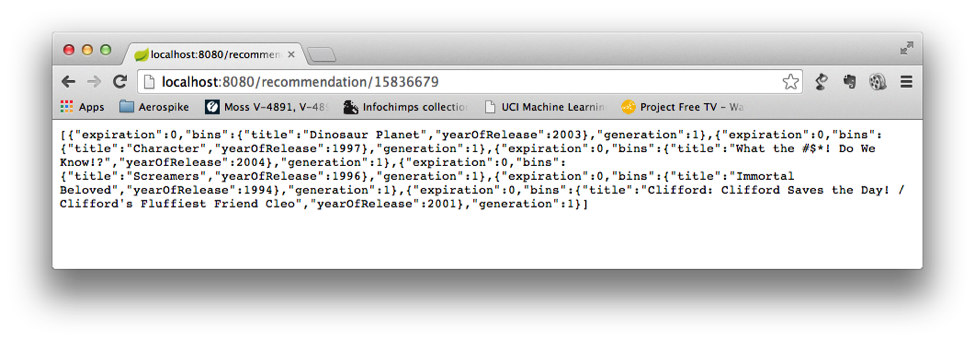 localhost:8080/recommen
localhost:8080/recommendation/15836679
Apps Aerospike Moss V-4891, V-489 Infochimps collectio UCI Machine Learnin Project Free TV - Wa
[{"expiration":0,"bins":{"title":"Dinosaur Planet","yearOfRelease":2003},"generation":1},{"expiration":0,"bins":
{"title":"Character","yearOfRelease":1997},"generation":1},{"expiration":0,"bins":{"title":"What the #$*! Do We
Know!?","yearOfRelease":2004},"generation":1},{"expiration":0,"bins":
{"title":"Screamers","yearOfRelease":1996},"generation":1},{"expiration":0,"bins":{"title":"Immortal
Beloved","yearOfRelease":1994},"generation":1},{"expiration":0,"bins":{"title":"Clifford: Clifford Saves the Day! /
Clifford's Fluffiest Friend Cleo","yearOfRelease":2001},"generation":1}]